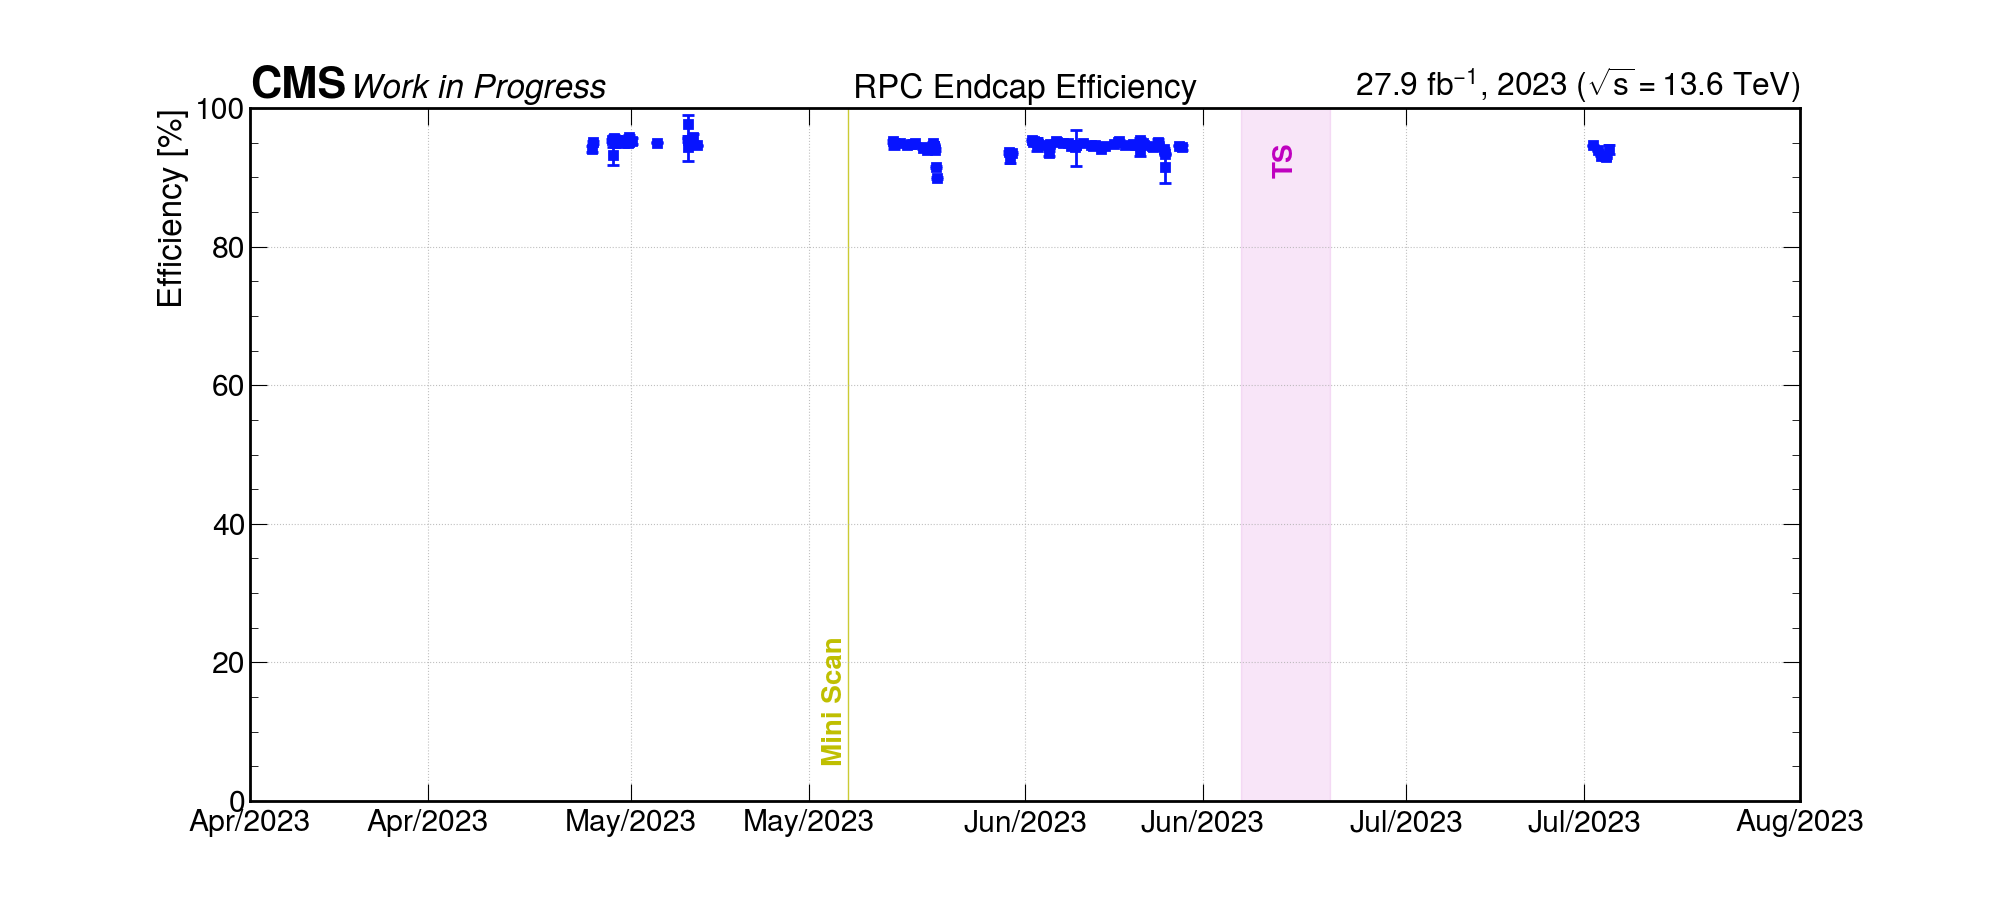 CMS Work in Progress RPC Endcap Efficiency 27.9 fb⁻¹, 2023 (√s = 13.6 TeV)
Efficiency [%]
100
80
60
40
20
0
TS
Mini Scan
Apr/2023 Apr/2023 May/2023 May/2023 Jun/2023 Jun/2023 Jul/2023 Jul/2023 Aug/2023